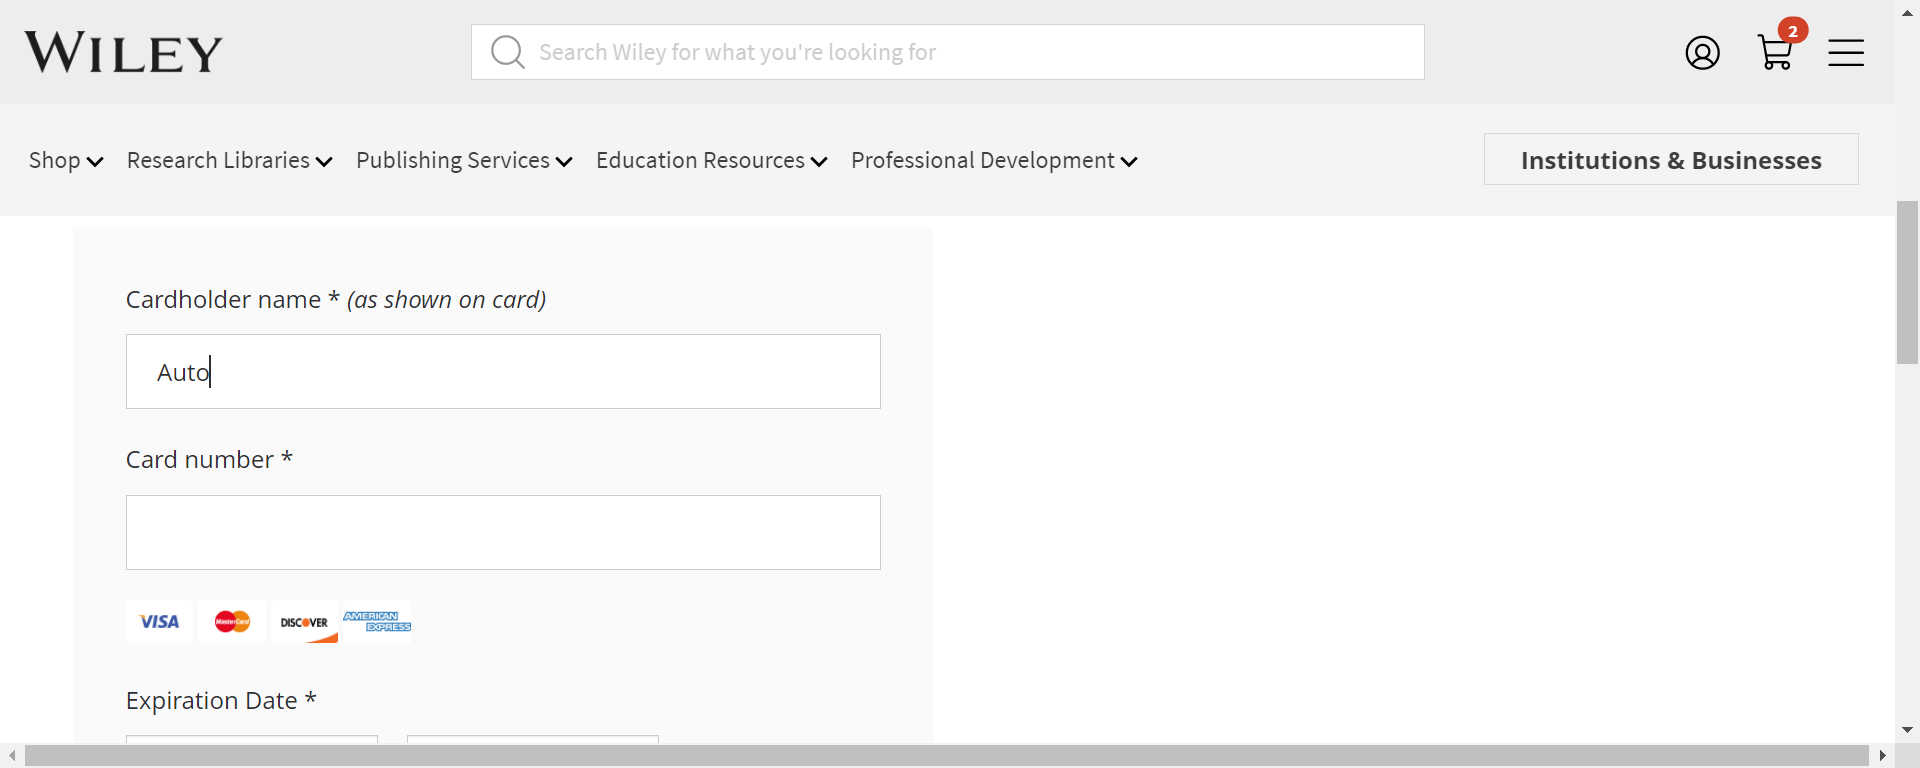 WILEY
Search Wiley for what you're looking for
2
Shop
Research Libraries
Publishing Services
Education Resources
Professional Development
Institutions & Businesses
Cardholder name * (as shown on card)
Auto
Card number *
VISA
MasterCard
DISCOVER
AMERICAN
EXPRESS
Expiration Date *